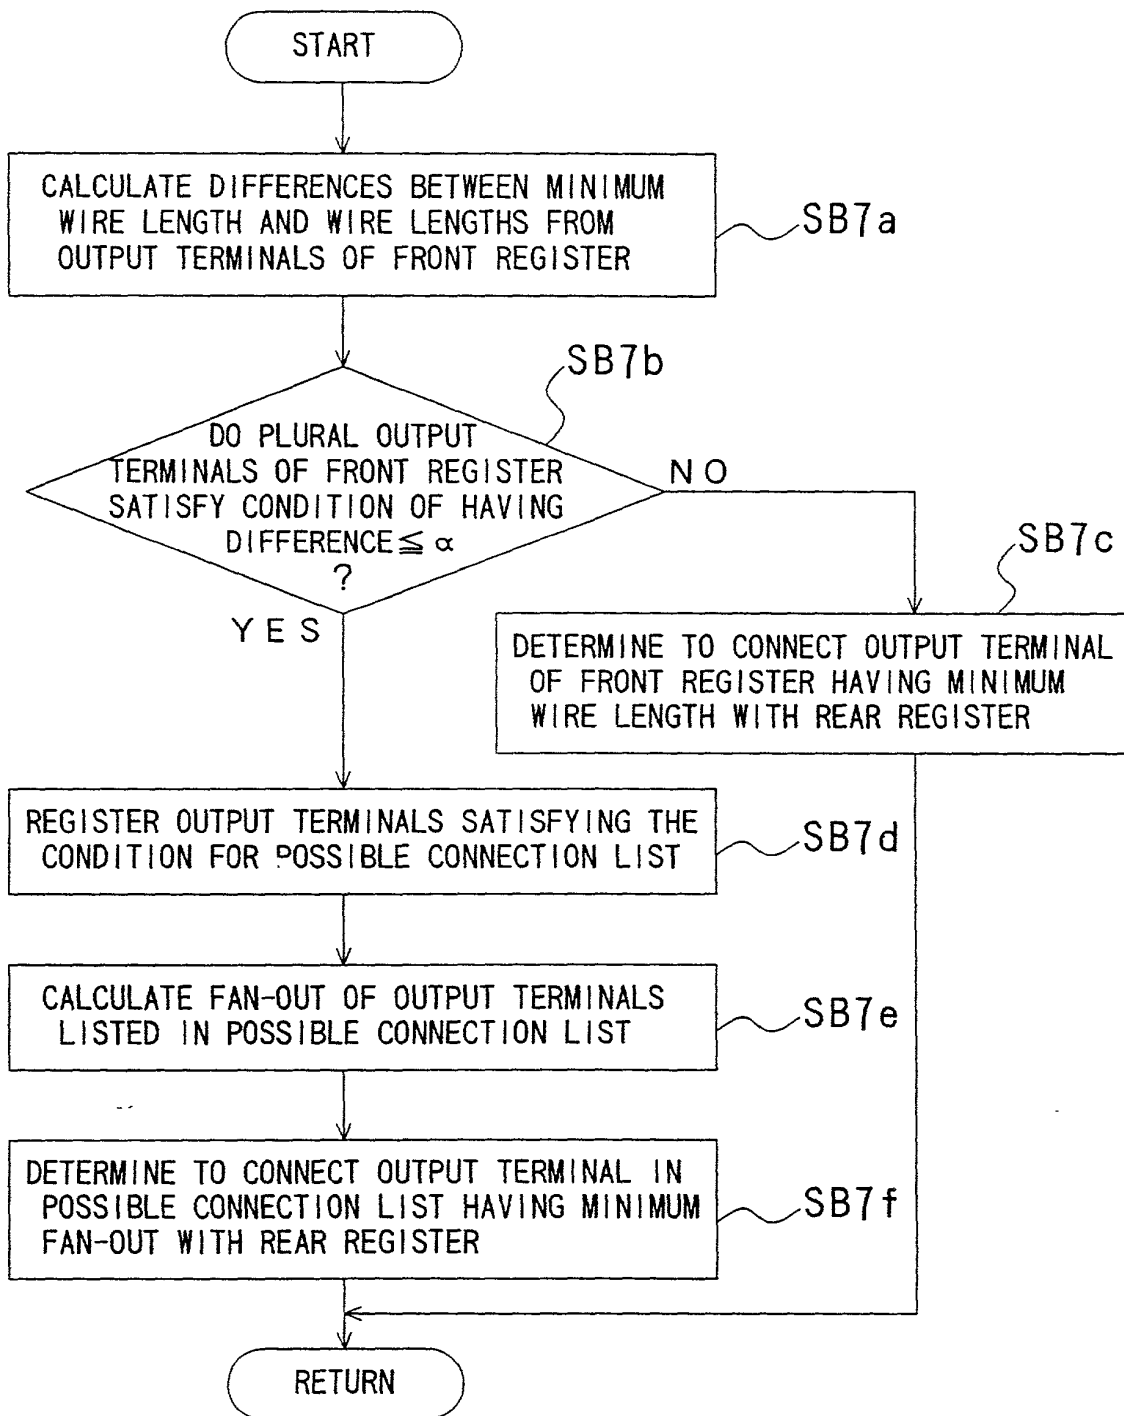 START
CALCULATE DIFFERENCES BETWEEN MINIMUM
WIRE LENGTH AND WIRE LENGTHS FROM
OUTPUT TERMINALS OF FRONT REGISTER
SB7a
SB7b
DO PLURAL OUTPUT
TERMINALS OF FRONT REGISTER
SATISFY CONDITION OF HAVING
DIFFERENCE≦ α
?
NO
YES
SB7c
DETERMINE TO CONNECT OUTPUT TERMINAL
OF FRONT REGISTER HAVING MINIMUM
WIRE LENGTH WITH REAR REGISTER
REGISTER OUTPUT TERMINALS SATISFYING THE
CONDITION FOR POSSIBLE CONNECTION LIST
SB7d
CALCULATE FAN-OUT OF OUTPUT TERMINALS
LISTED IN POSSIBLE CONNECTION LIST
SB7e
DETERMINE TO CONNECT OUTPUT TERMINAL IN
POSSIBLE CONNECTION LIST HAVING MINIMUM
FAN-OUT WITH REAR REGISTER
SB7f
RETURN